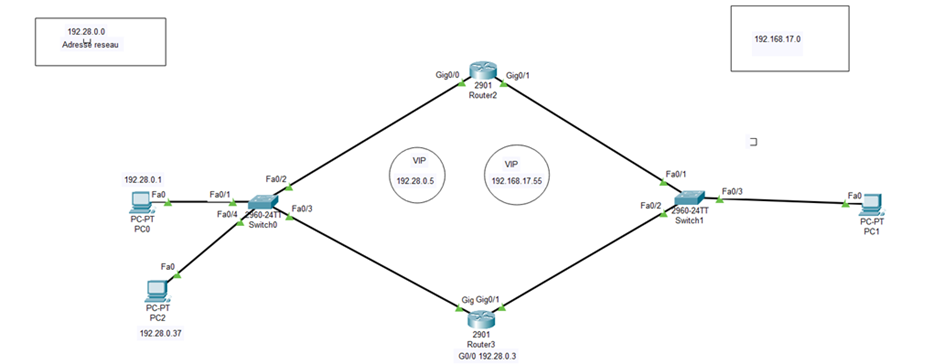 192.28.0.0
Adresse reseau
192.168.17.0
Gig0/0
Gig0/1
2901
Router2
VIP
192.28.0.5
VIP
192.168.17.55
192.28.0.1
Fa0
Fa0/1
Fa0/2
Fa0/4
Fa0/3
2960-24TT
Switch0
PC-PT
PC0
Fa0
PC-PT
PC2
192.28.0.37
Fa0/1
Fa0/3
Fa0/2
2960-24TT
Switch1
Fa0
PC-PT
PC1
Gig
Gig0/1
2901
Router3
G0/0 192.28.0.3